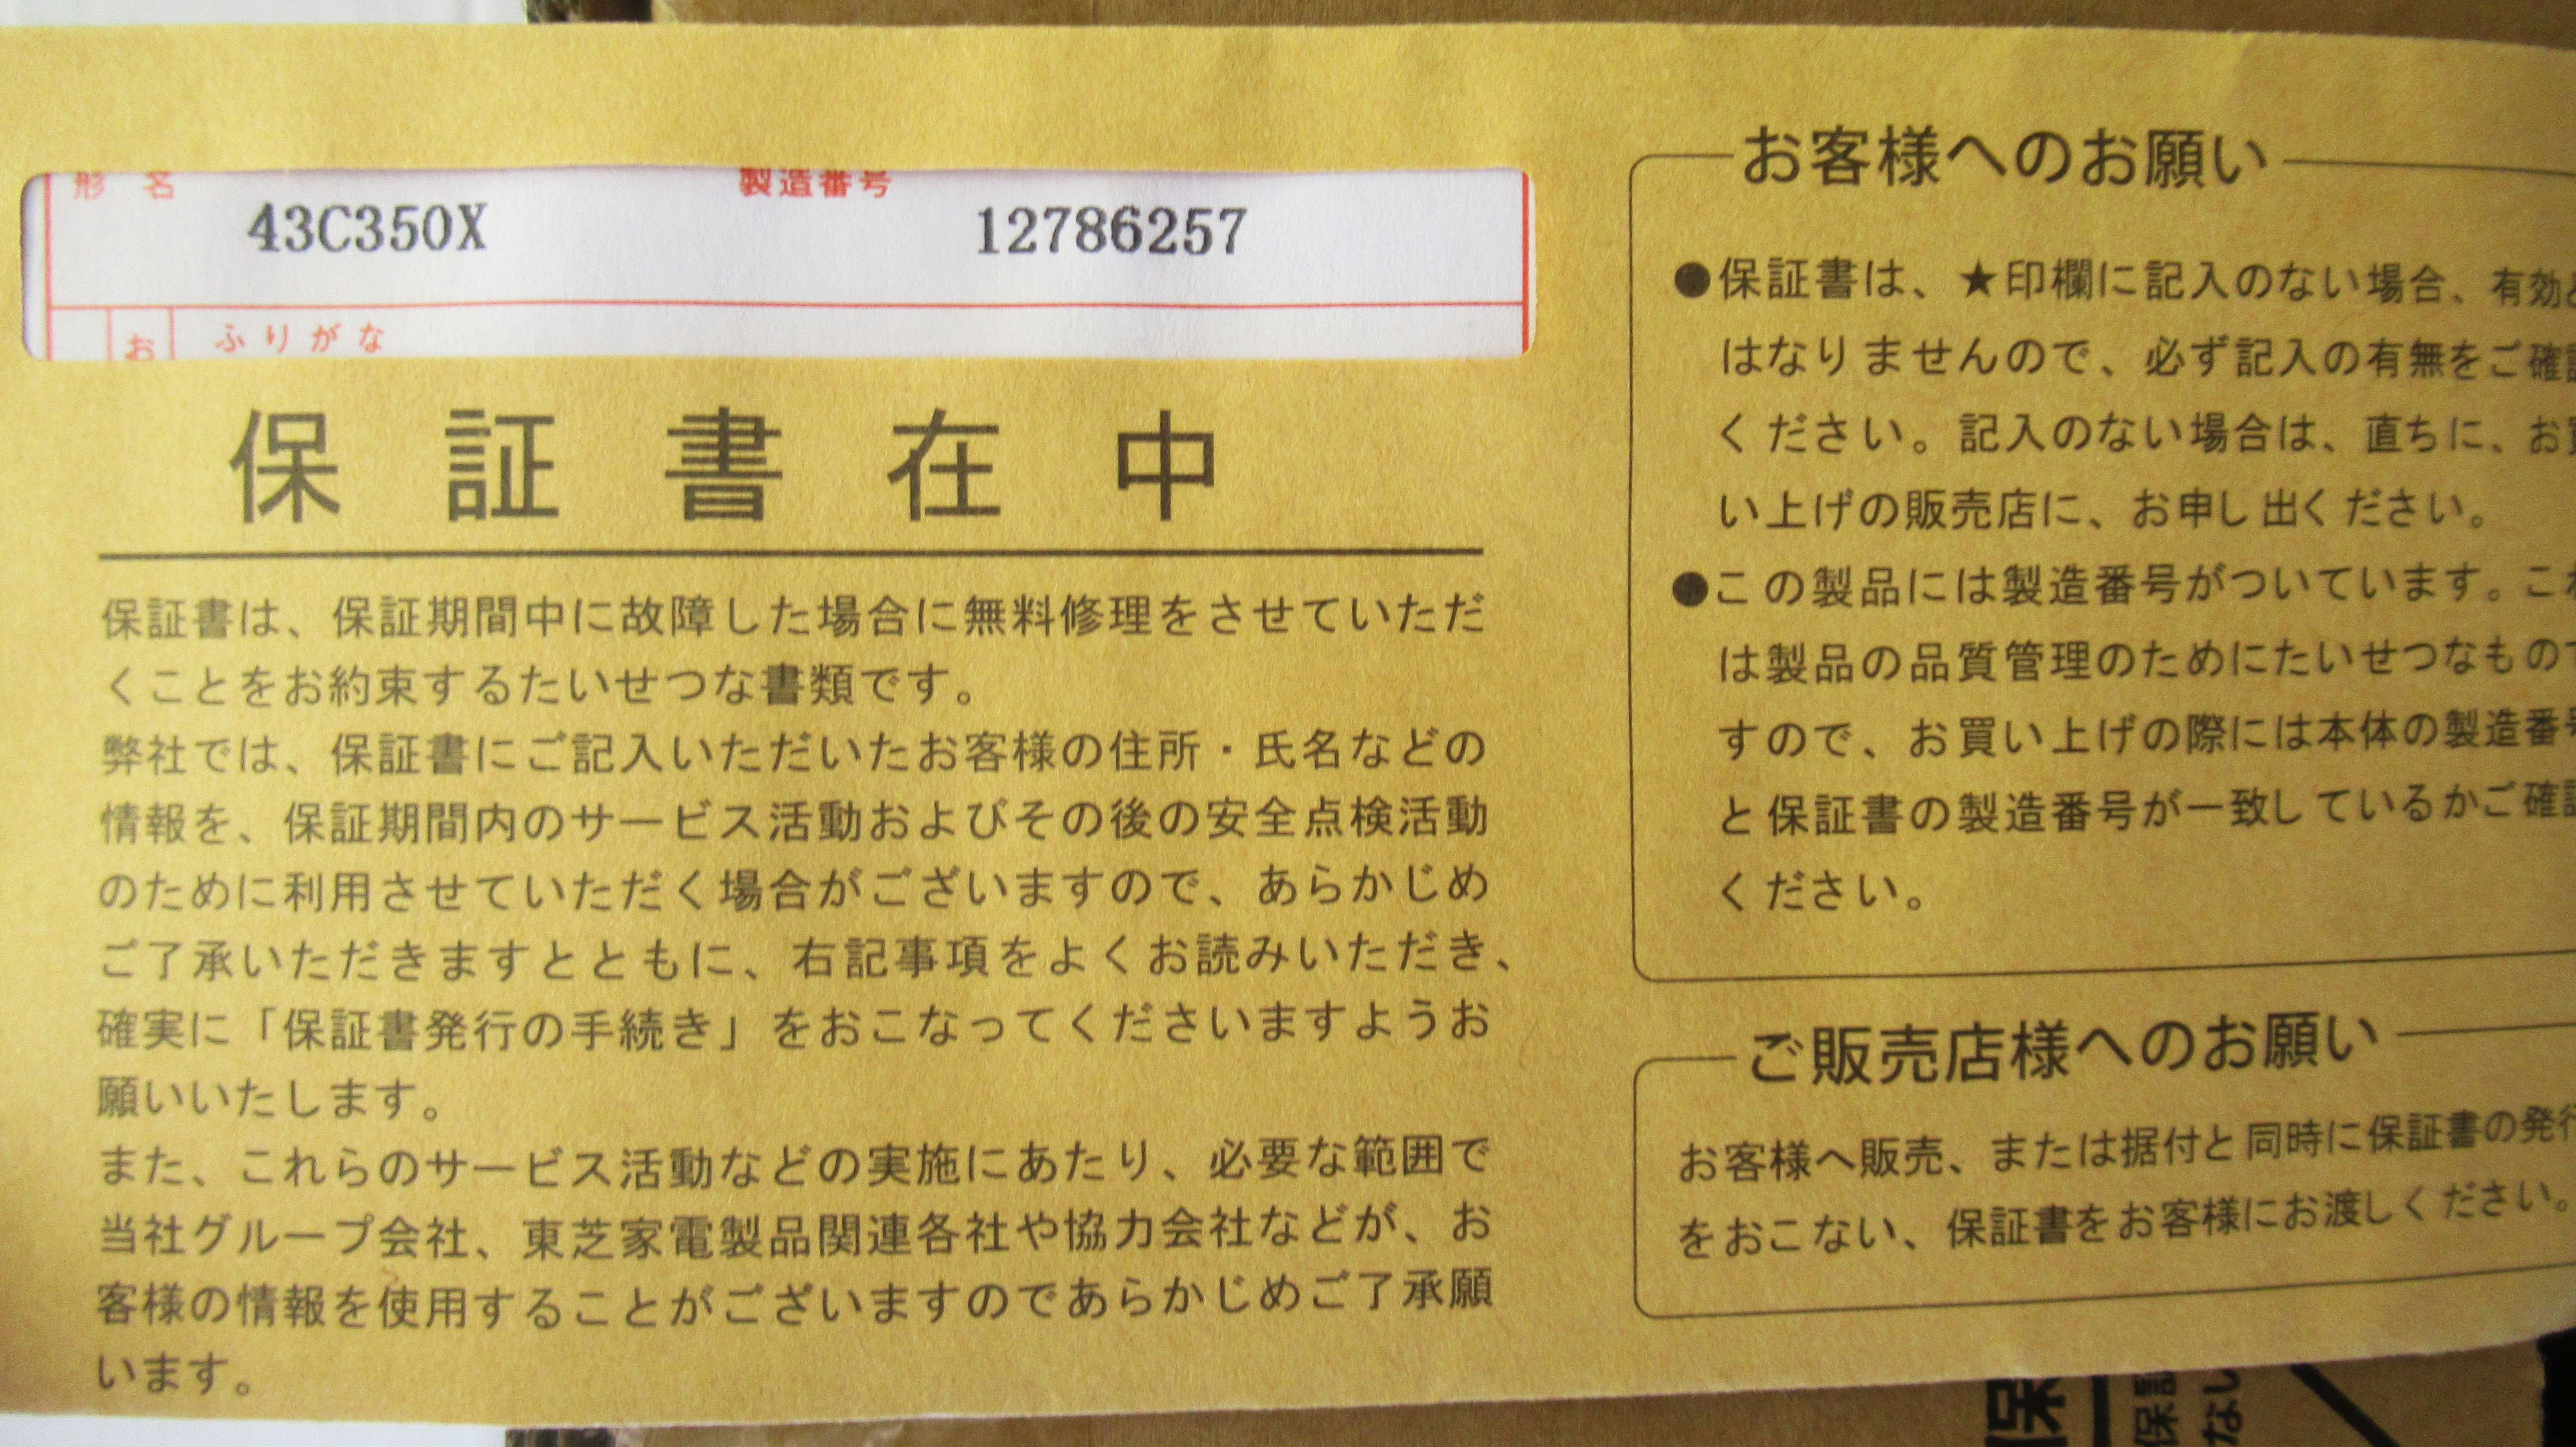 形 名 製造番号
43C350X 12786257
お ふりがな
保証書在中
保証書は、保証期間中に故障した場合に無料修理をさせていただ
くことをお約束するたいせつな書類です。
弊社では、保証書にご記入いただいたお客様の住所・氏名などの
情報を、保証期間内のサービス活動およびその後の安全点検活動
のために利用させていただく場合がございますので、あらかじめ
ご了承いただきますとともに、右記事項をよくお読みいただき、
確実に「保証書発行の手続き」をおこなってくださいますようお
願いいたします。
また、これらのサービス活動などの実施にあたり、必要な範囲で
当社グループ会社、東芝家電製品関連各社や協力会社などが、お
客様の情報を使用することがございますのであらかじめご了承願
います。
お客様へのお願い
●保証書は、★印欄に記入のない場合、有効と
はなりませんので、必ず記入の有無をご確認
ください。記入のない場合は、直ちに、お買
い上げの販売店に、お申し出ください。
●この製品には製造番号がついています。これ
は製品の品質管理のためにたいせつなもので
すので、お買い上げの際には本体の製造番号
と保証書の製造番号が一致しているかご確認
ください。
ご販売店様へのお願い
お客様へ販売、または据付と同時に保証書の発行
をおこない、保証書をお客様にお渡しください。
保
保証
ない